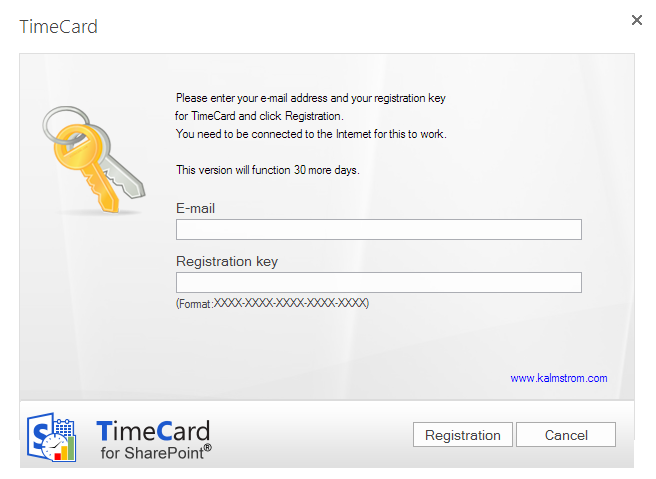 TimeCard
Please enter your e-mail address and your registration key
for TimeCard and click Registration.
You need to be connected to the Internet for this to work.
This version will function 30 more days.
E-mail
Registration key
(Format:XXXX-XXXX-XXXX-XXXX-XXXX)
www.kalmstrom.com
S
TimeCard
for SharePoint®
Registration
Cancel